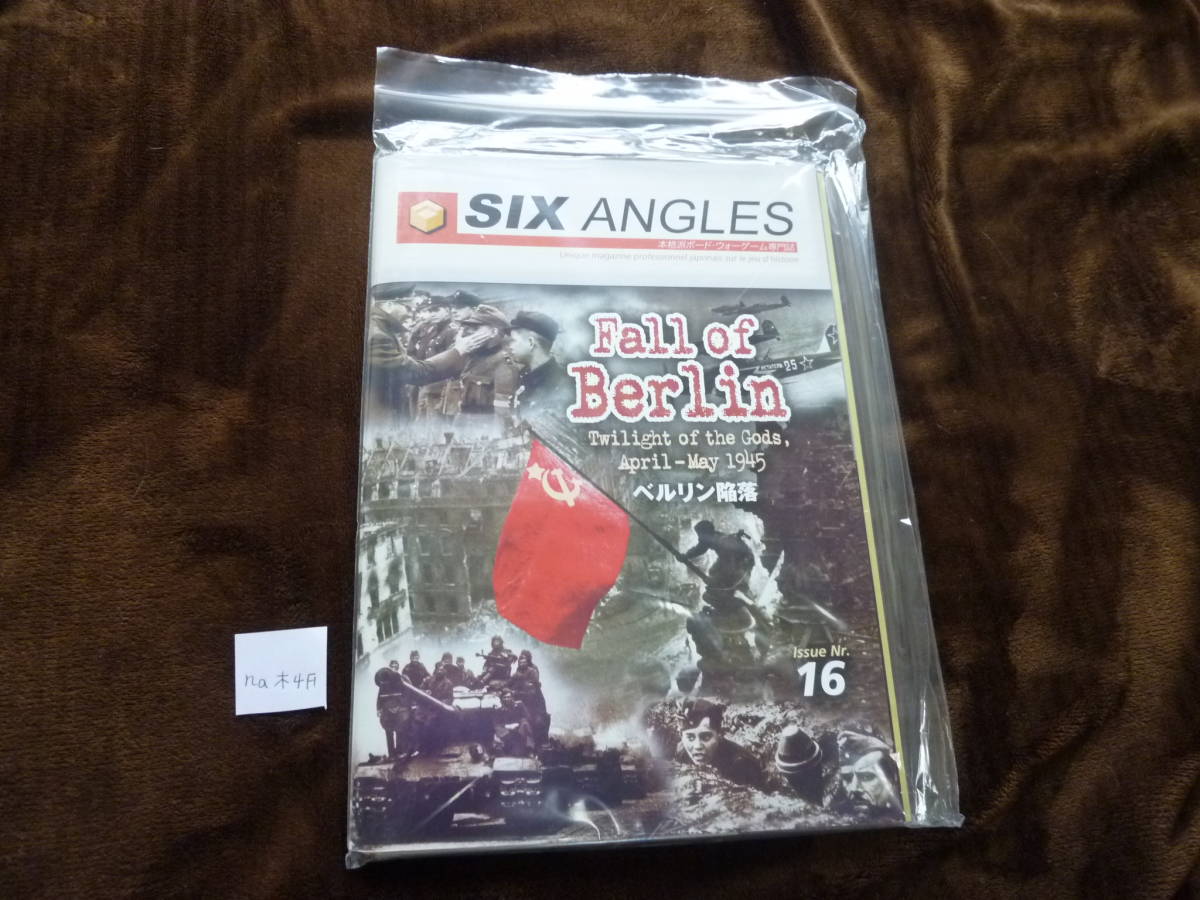 SIX ANGLES
本格派ボード・ウォーゲーム専門誌
Unique magazine professionnel japonais sur le jeu d'histoire
Fall of
Berlin
Twilight of the Gods,
April – May 1945
ベルリン陥落
25
Issue Nr.
16
na木4F